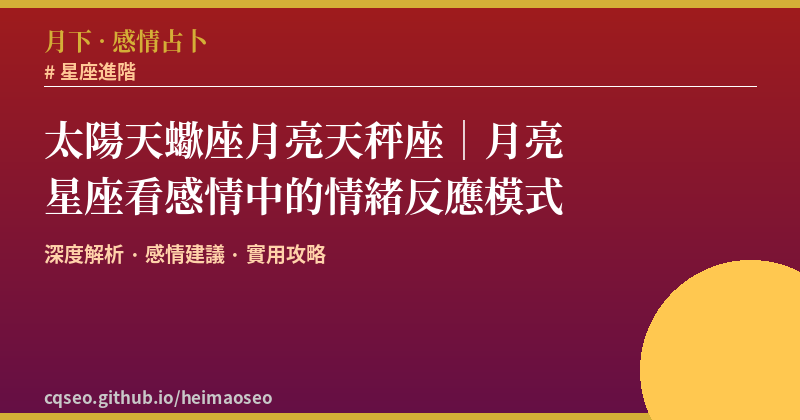 月下 · 感情占卜
# 星座進階
太陽天蠍座月亮天秤座｜月亮
星座看感情中的情緒反應模式
深度解析 · 感情建議 · 實用攻略
cqseo.github.io/heimaoseo